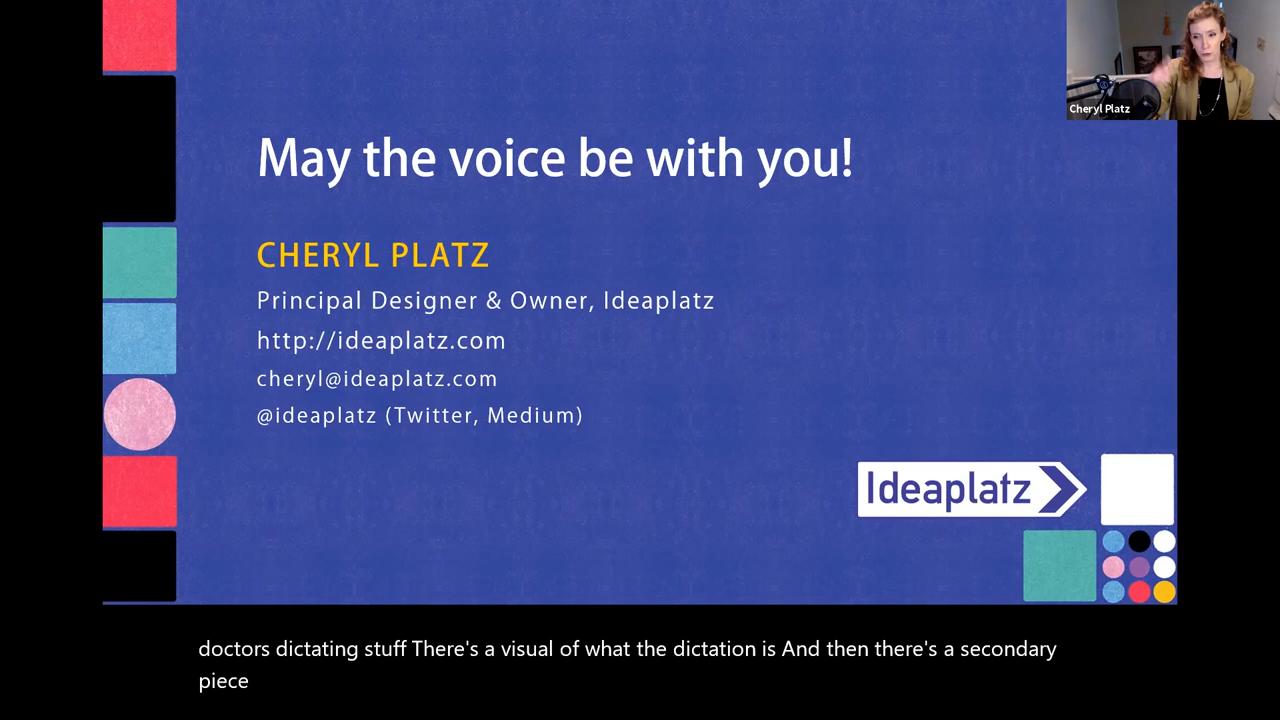 Cheryl Platz
May the voice be with you!
CHERYL PLATZ
Principal Designer & Owner, Ideaplatz
http://ideaplatz.com
cheryl@ideaplatz.com
@ideaplatz (Twitter, Medium)
Ideaplatz
doctors dictating stuff There's a visual of what the dictation is And then there's a secondary
piece